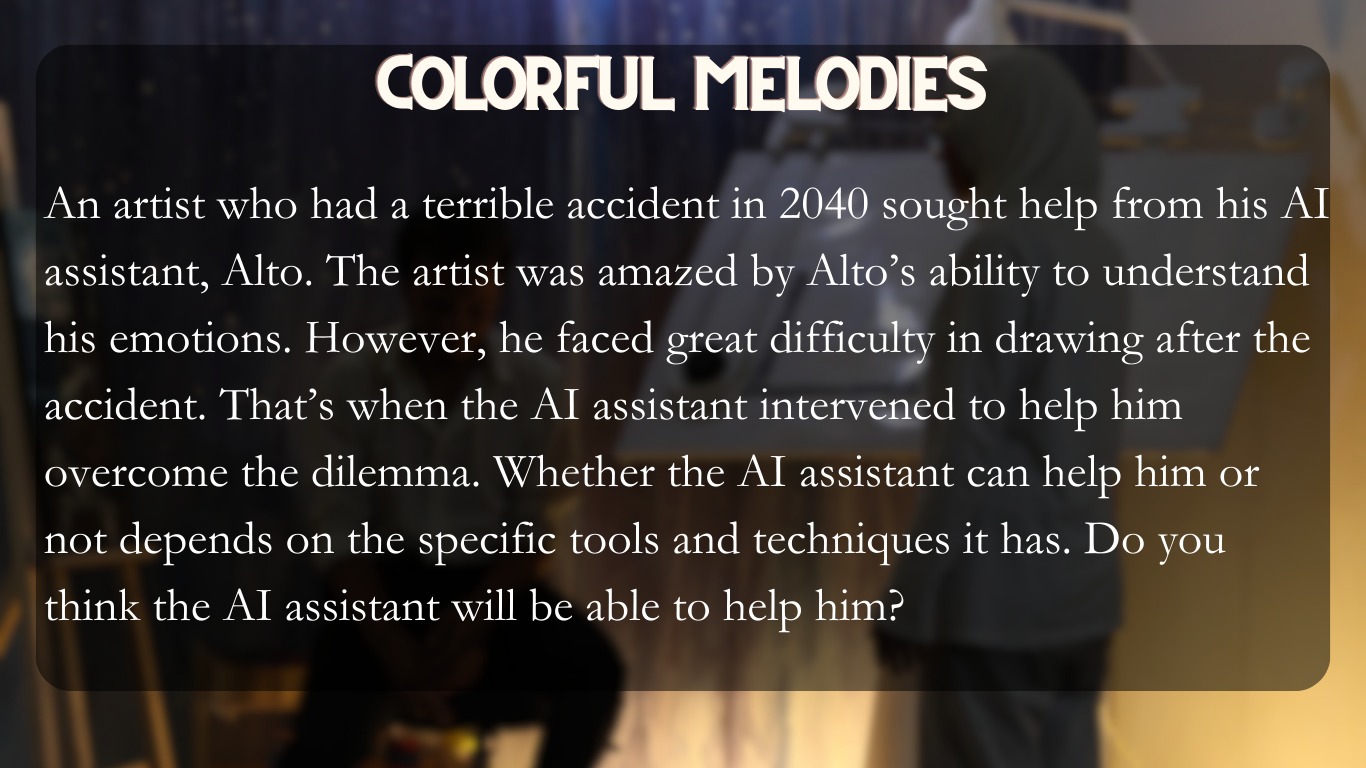 COLORFUL MELODIES
An artist who had a terrible accident in 2040 sought help from his AI
assistant, Alto. The artist was amazed by Alto’s ability to understand
his emotions. However, he faced great difficulty in drawing after the
accident. That’s when the AI assistant intervened to help him
overcome the dilemma. Whether the AI assistant can help him or
not depends on the specific tools and techniques it has. Do you
think the AI assistant will be able to help him?